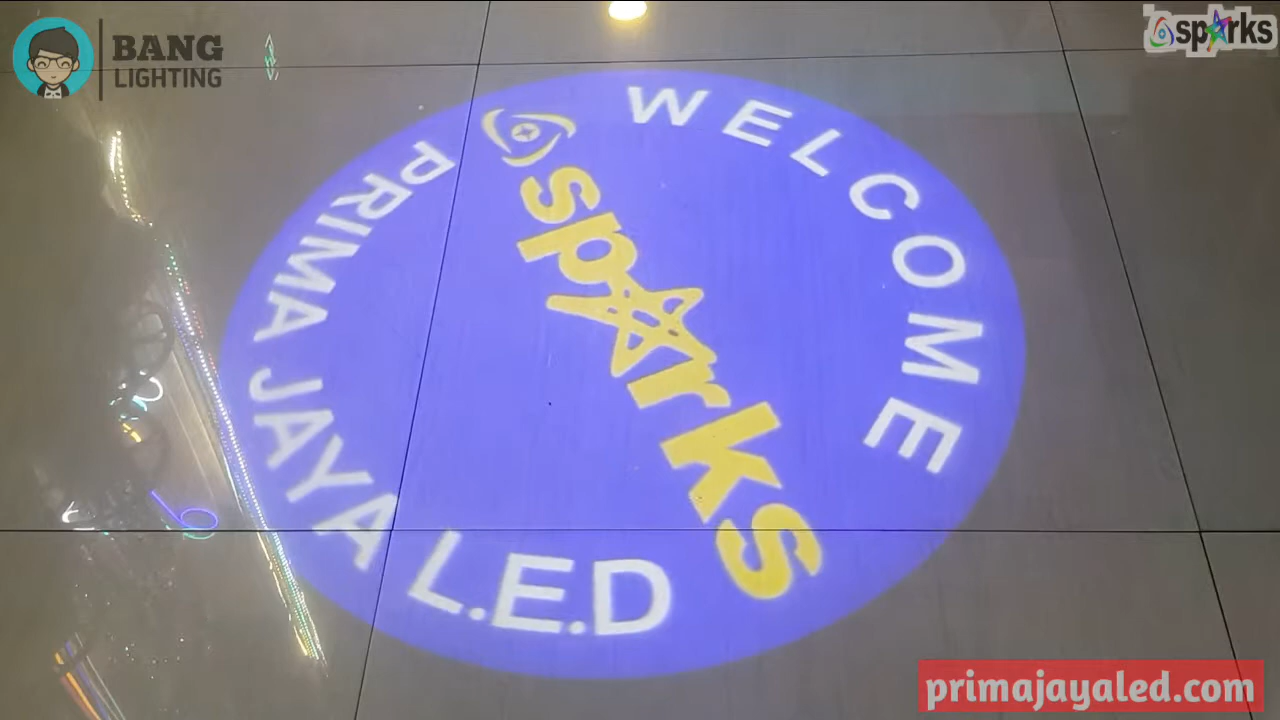 BANG
LIGHTING
sparks
WELCOME
sparks
PRIMA JAYA L.E.D
primajayaled.com